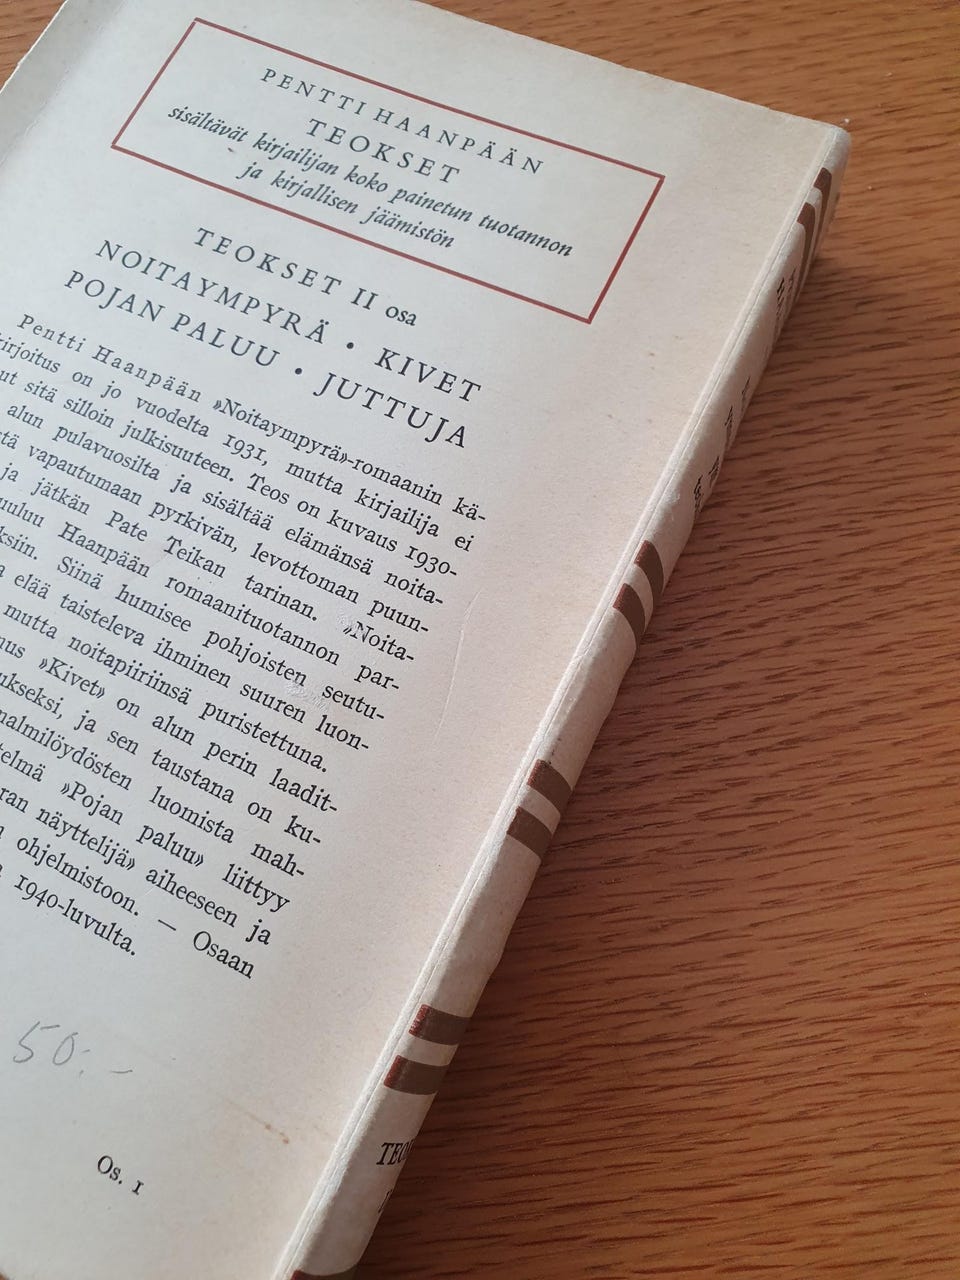 PENTTI HAANPÄÄN
TEOKSET
sisältävät kirjailijan koko painetun tuotannon
ja kirjallisen jäämistön
TEOKSET II osa
NOITAYMPYRÄ • KIVET
POJAN PALUU • JUTTUJA
Pentti Haanpään »Noitaympyrä»-romaanin kä-
kirjoitus on jo vuodelta 1931, mutta kirjailija ei
sitä silloin julkisuuteen. Teos on kuvaus 1930-
alun pulavuosilta ja sisältää elämänsä noita-
vapautumaan pyrkivän, levottoman puun-
ja jätkän Pate Teikan tarinan. »Noita-
Haanpään romaanituotannon par-
Siinä humisee pohjoisten seutu-
elää taisteleva ihminen suuren luon-
mutta noitapiiriinsä puristettuna.
»Kivet» on alun perin laadit-
ja sen taustana on ku-
luomista mah-
»Pojan paluu» liittyy
näyttelijä» aiheeseen ja
ohjelmistoon. — Osaan
1940-luvulta.
50:-
Os. 1